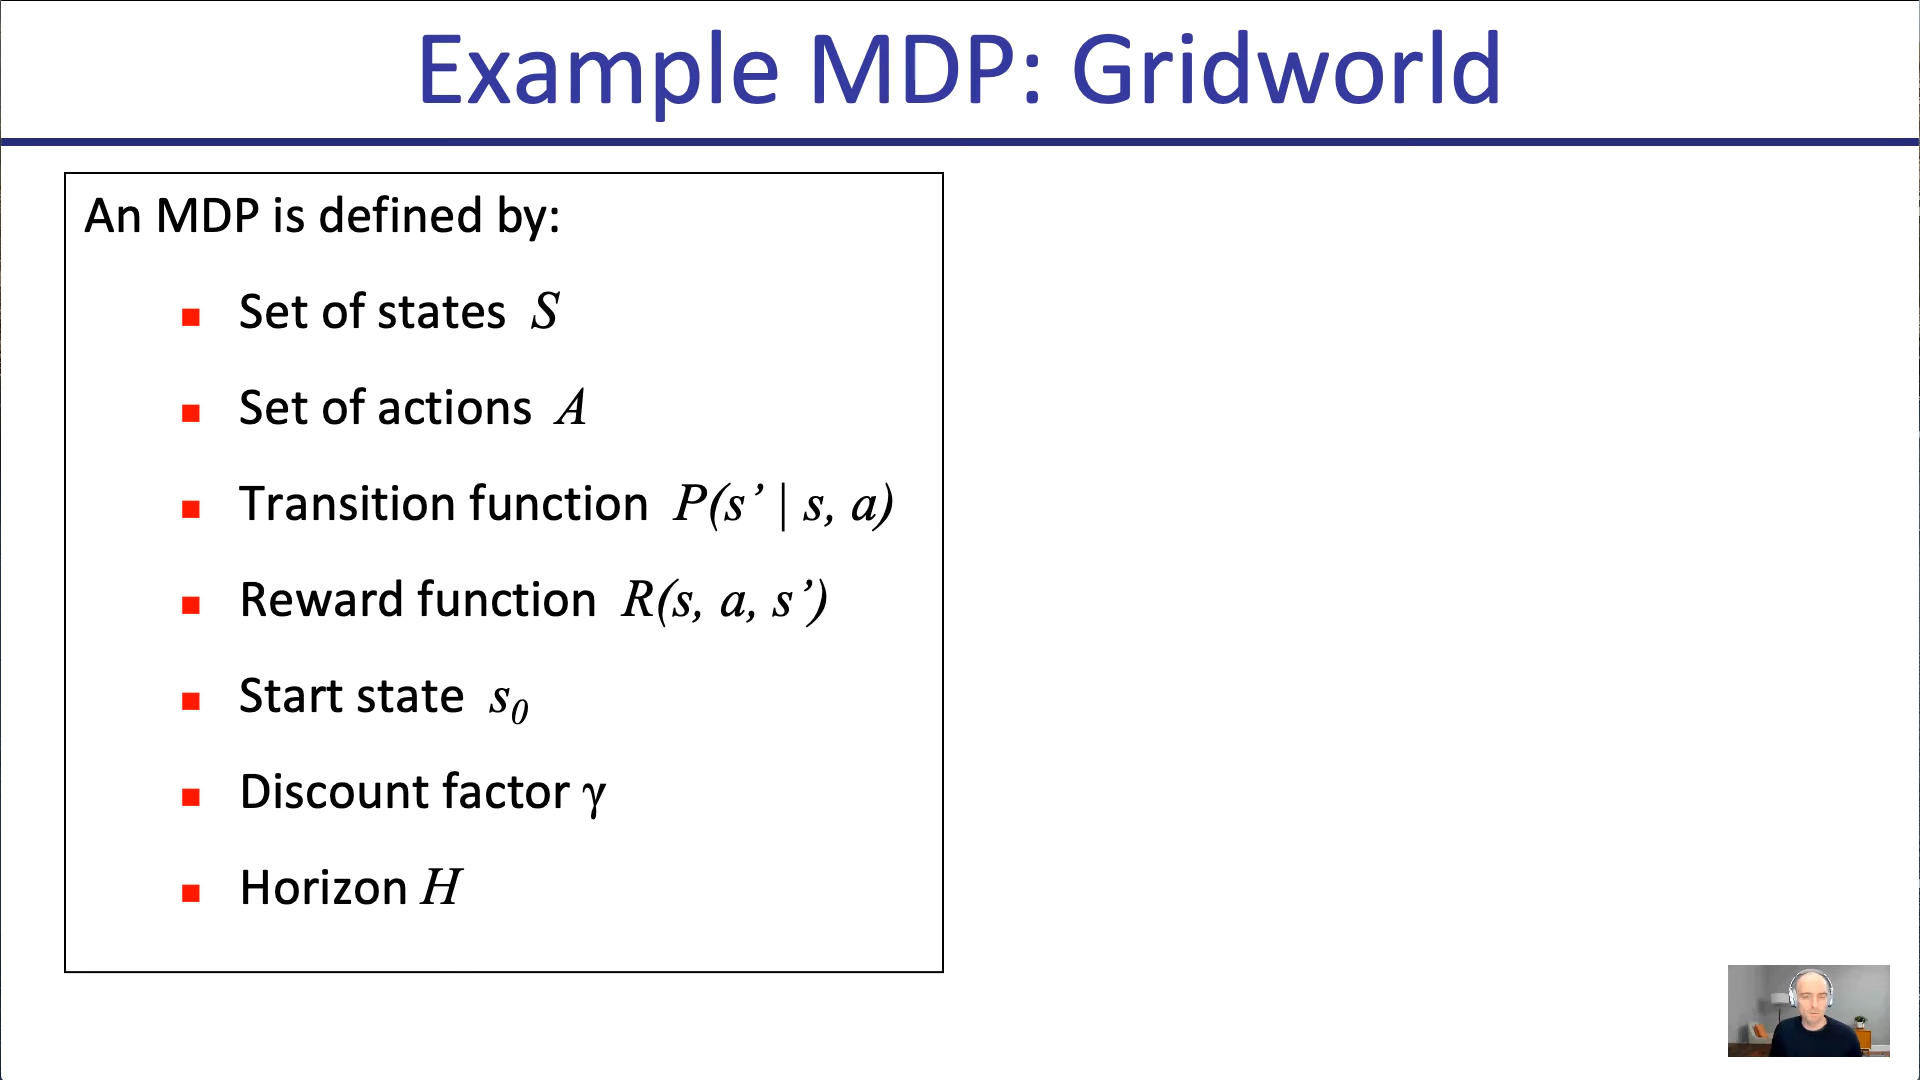 Example MDP: Gridworld
An MDP is defined by:
Set of states S
Set of actions A
Transition function P(s’ | s, a)
Reward function R(s, a, s’)
Start state s₀
Discount factor γ
Horizon H